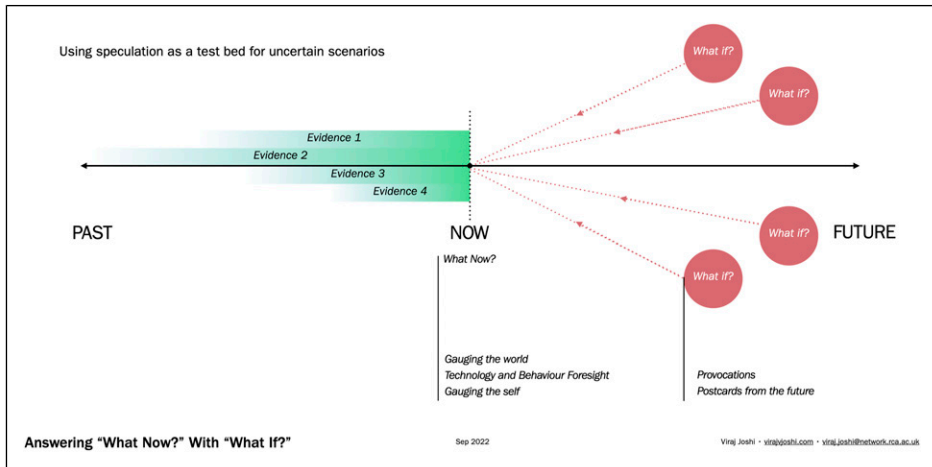 Using speculation as a test bed for uncertain scenarios
What if?
What if?
Evidence 1
Evidence 2
Evidence 3
Evidence 4
PAST
NOW
What if?
FUTURE
What Now?
What if?
Gauging the world
Technology and Behaviour Foresight
Gauging the self
Provocations
Postcards from the future
Answering “What Now?” With “What If?”
Sep 2022
Viraj Joshi • virajvjoshi.com • viraj.joshi@network.rca.ac.uk